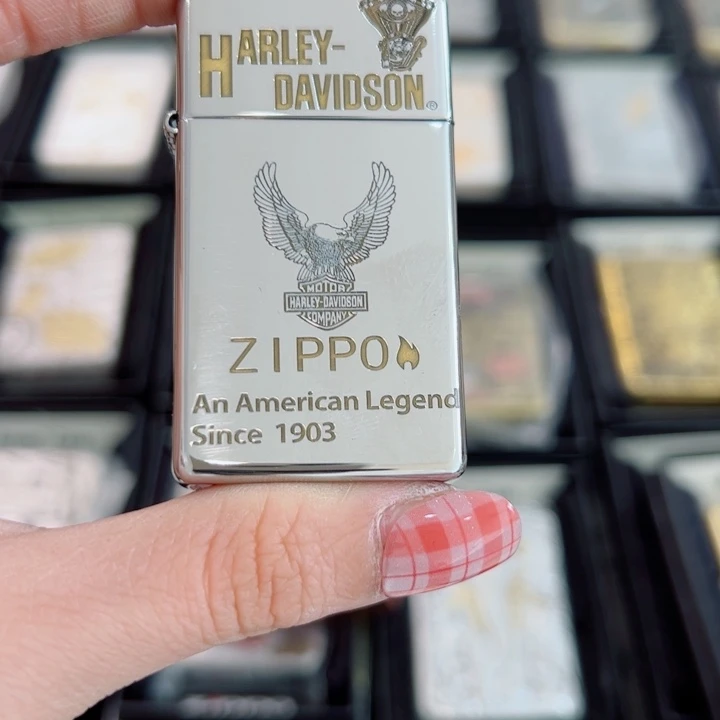 HARLEY-
DAVIDSON®
MOTOR
HARLEY-DAVIDSON
COMPANY
ZIPPO
An American Legend
Since 1903